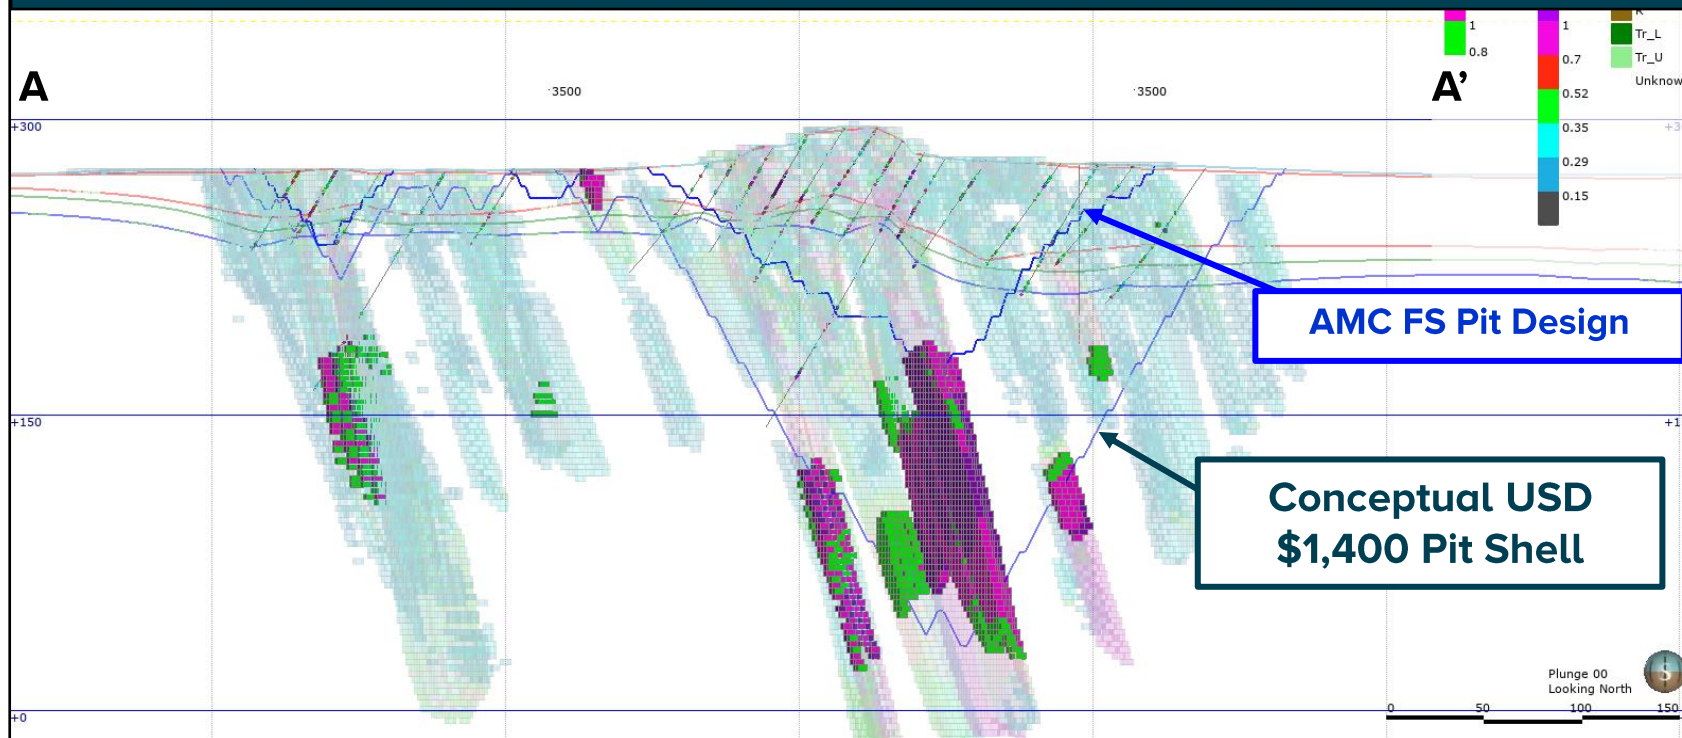 1
0.8
1
0.7
0.52
0.35
0.29
0.15
Tr_L
Tr_U
A
A’
3500
3500
+300
AMC FS Pit Design
+150
Conceptual USD
$1,400 Pit Shell
Plunge 00
Looking North
S
+0
0
50
100
150